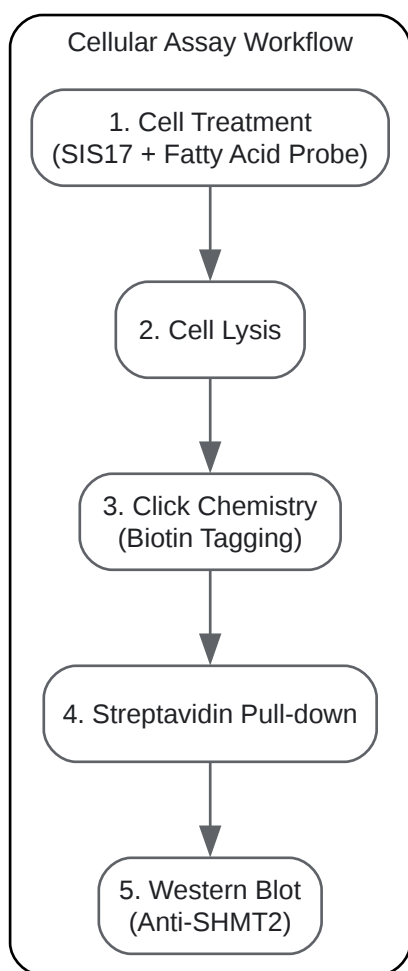 Cellular Assay Workflow
1. Cell Treatment
(SIS17 + Fatty Acid Probe)
2. Cell Lysis
3. Click Chemistry
(Biotin Tagging)
4. Streptavidin Pull-down
5. Western Blot
(Anti-SHMT2)